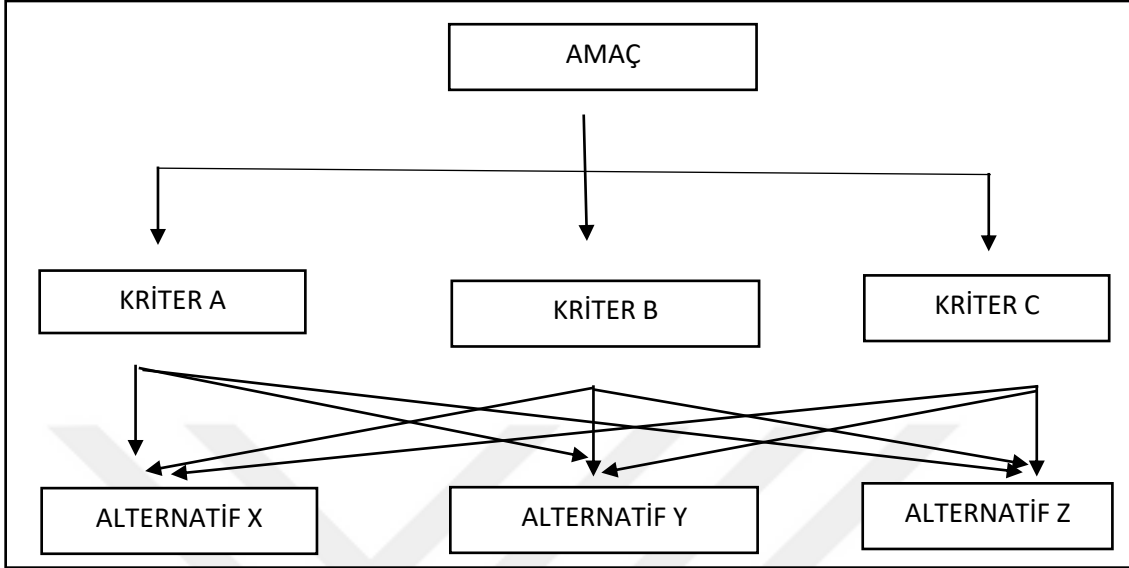 AMAÇ
KRİTER A
KRİTER B
KRİTER C
ALTERNATİF X
ALTERNATİF Y
ALTERNATİF Z